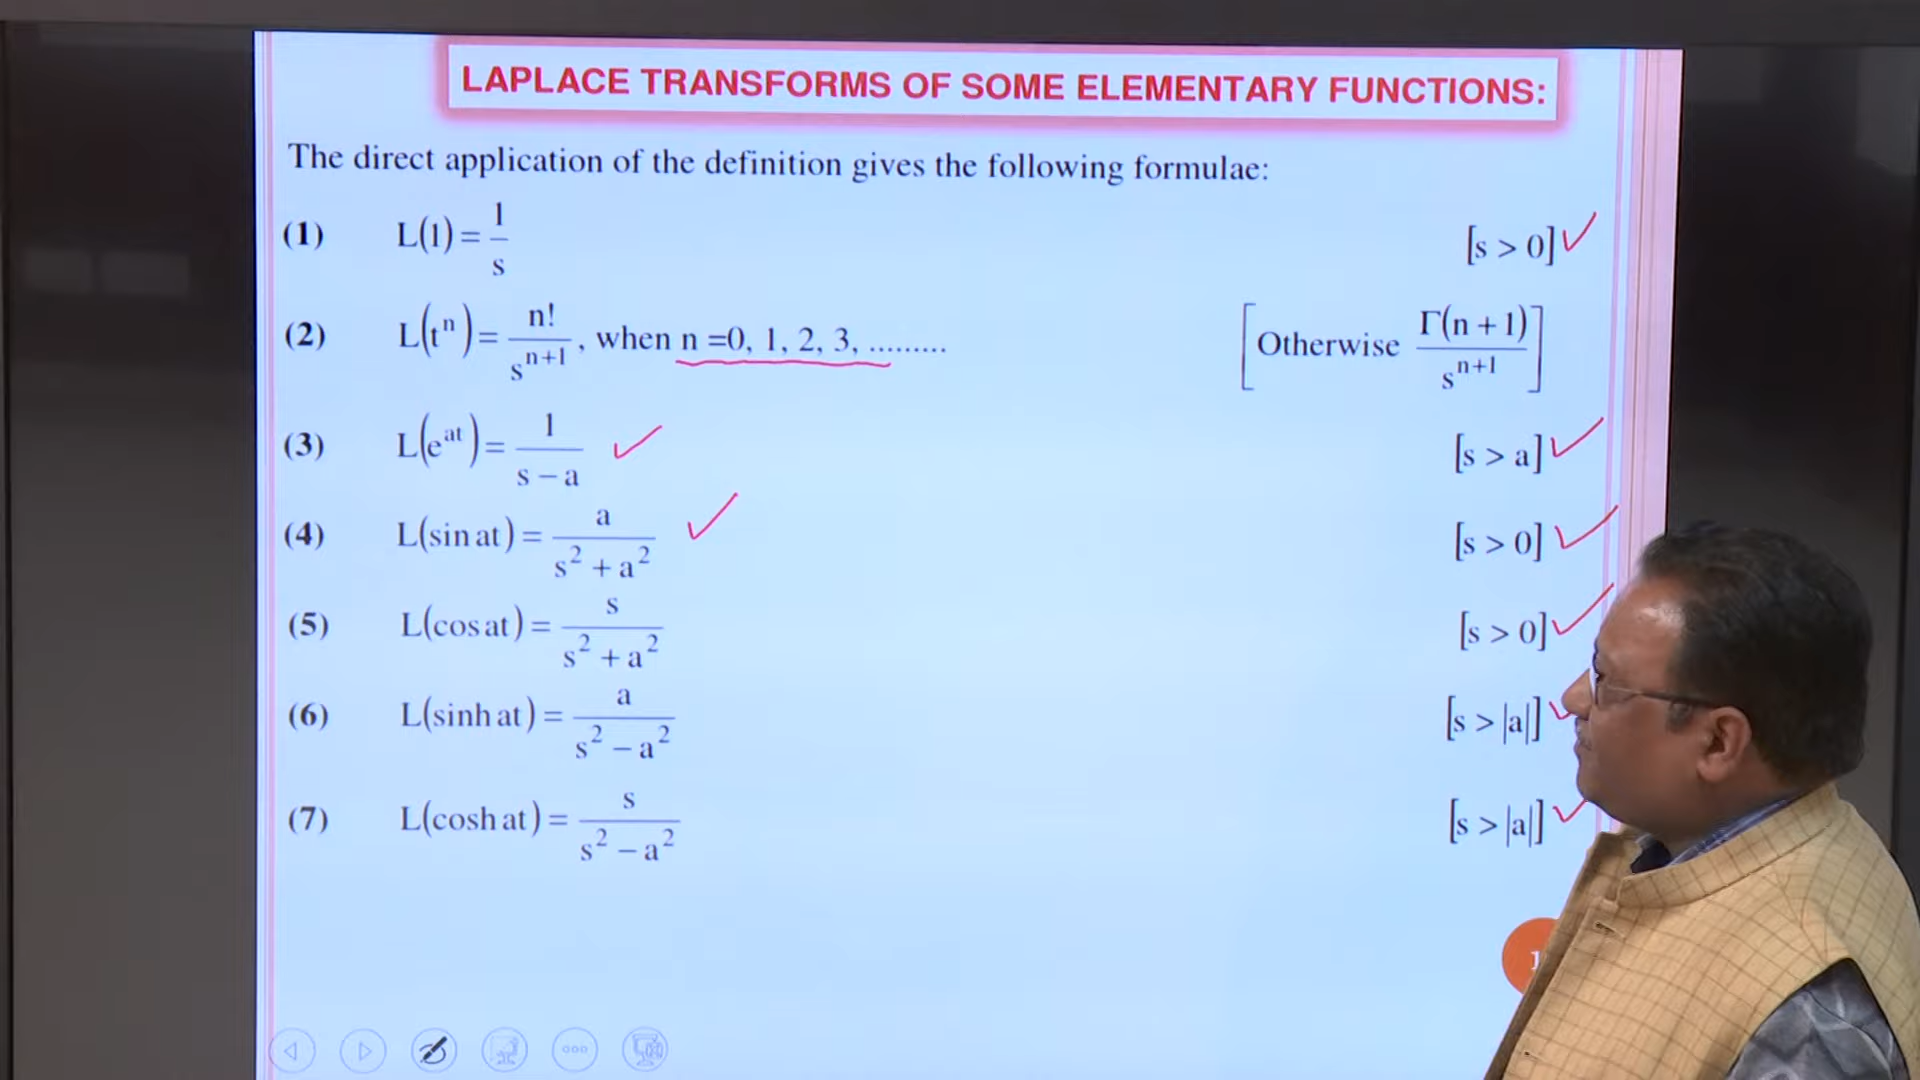 LAPLACE TRANSFORMS OF SOME ELEMENTARY FUNCTIONS:
The direct application of the definition gives the following formulae:
(1) L(1) = 1/s [s > 0]
(2) L(tⁿ) = n!/sⁿ⁺¹, when n =0, 1, 2, 3, ......... [Otherwise Γ(n + 1)/sⁿ⁺¹]
(3) L(eᵃᵗ) = 1/(s − a) [s > a]
(4) L(sin at) = a/(s² + a²) [s > 0]
(5) L(cos at) = s/(s² + a²) [s > 0]
(6) L(sinh at) = a/(s² − a²) [s > |a|]
(7) L(cosh at) = s/(s² − a²) [s > |a|]